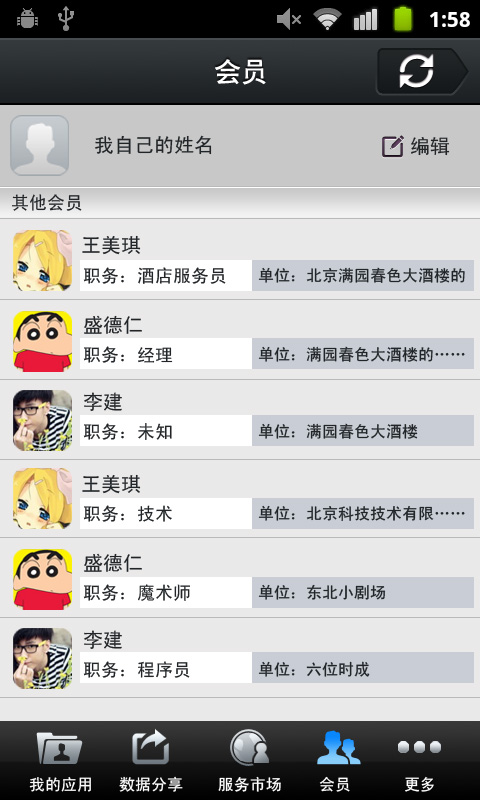 1:58
会员
我自己的姓名 编辑
其他会员
王美琪
职务：酒店服务员 单位：北京满园春色大酒楼的
盛德仁
职务：经理 单位：满园春色大酒楼的……
李建
职务：未知 单位：满园春色大酒楼
王美琪
职务：技术 单位：北京科技技术有限……
盛德仁
职务：魔术师 单位：东北小剧场
李建
职务：程序员 单位：六位时成
我的应用 数据分享 服务市场 会员 更多